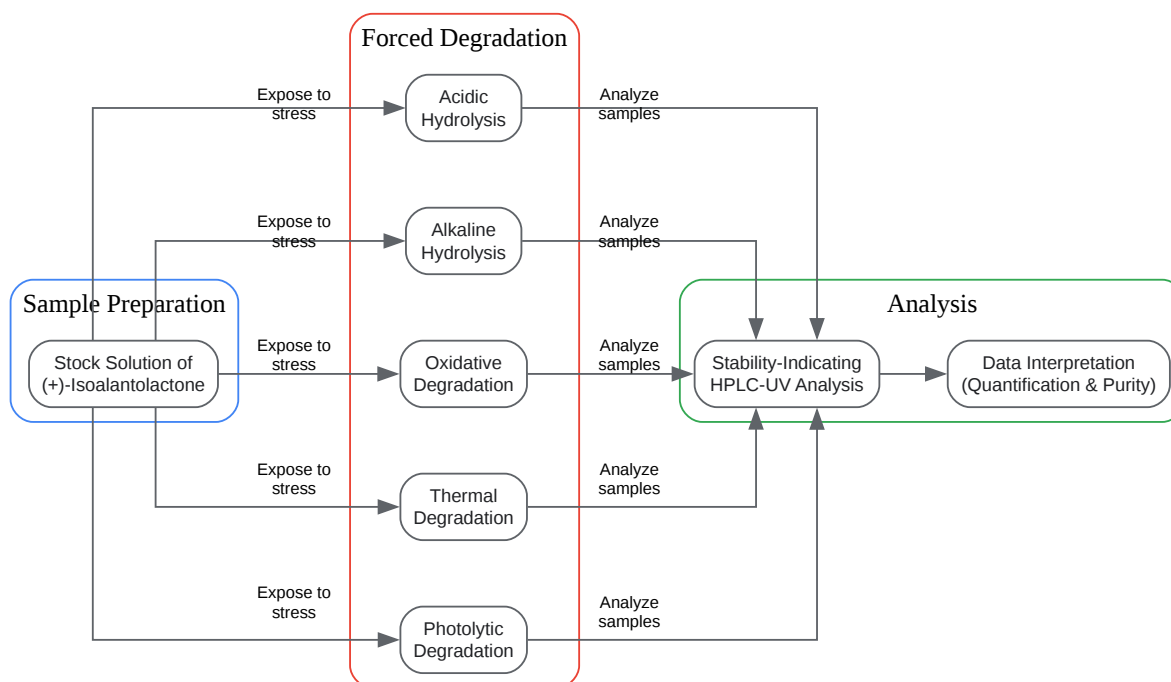 Forced Degradation
Expose to
stress
Acidic
Hydrolysis
Analyze
samples
Expose to
stress
Alkaline
Hydrolysis
Analyze
samples
Sample Preparation
Analysis
Stock Solution of
(+)-Isoalantolactone
Expose to
stress
Oxidative
Degradation
Analyze
samples
Stability-Indicating
HPLC-UV Analysis
Data Interpretation
(Quantification & Purity)
Expose to
stress
Thermal
Degradation
Analyze
samples
Expose to
stress
Photolytic
Degradation
Analyze
samples